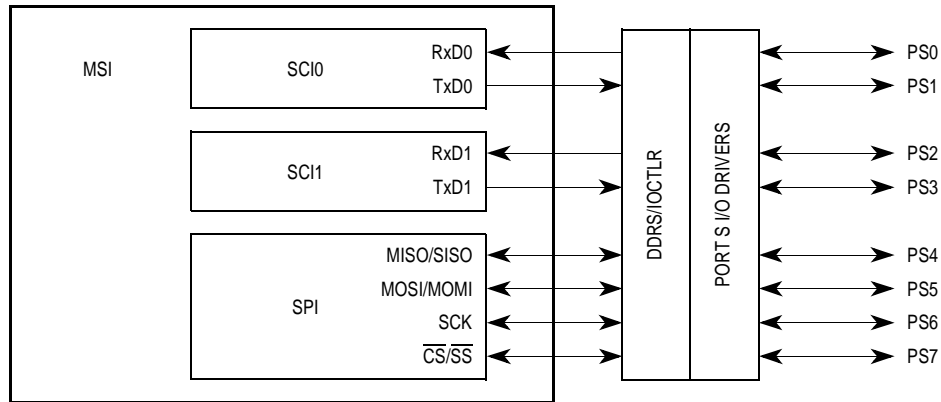 MSI
SCI0
RxD0
TxD0
SCI1
RxD1
TxD1
SPI
MISO/SISO
MOSI/MOMI
SCK
CS/SS
DDRS/IOCTLR
PORT S I/O DRIVERS
PS0
PS1
PS2
PS3
PS4
PS5
PS6
PS7